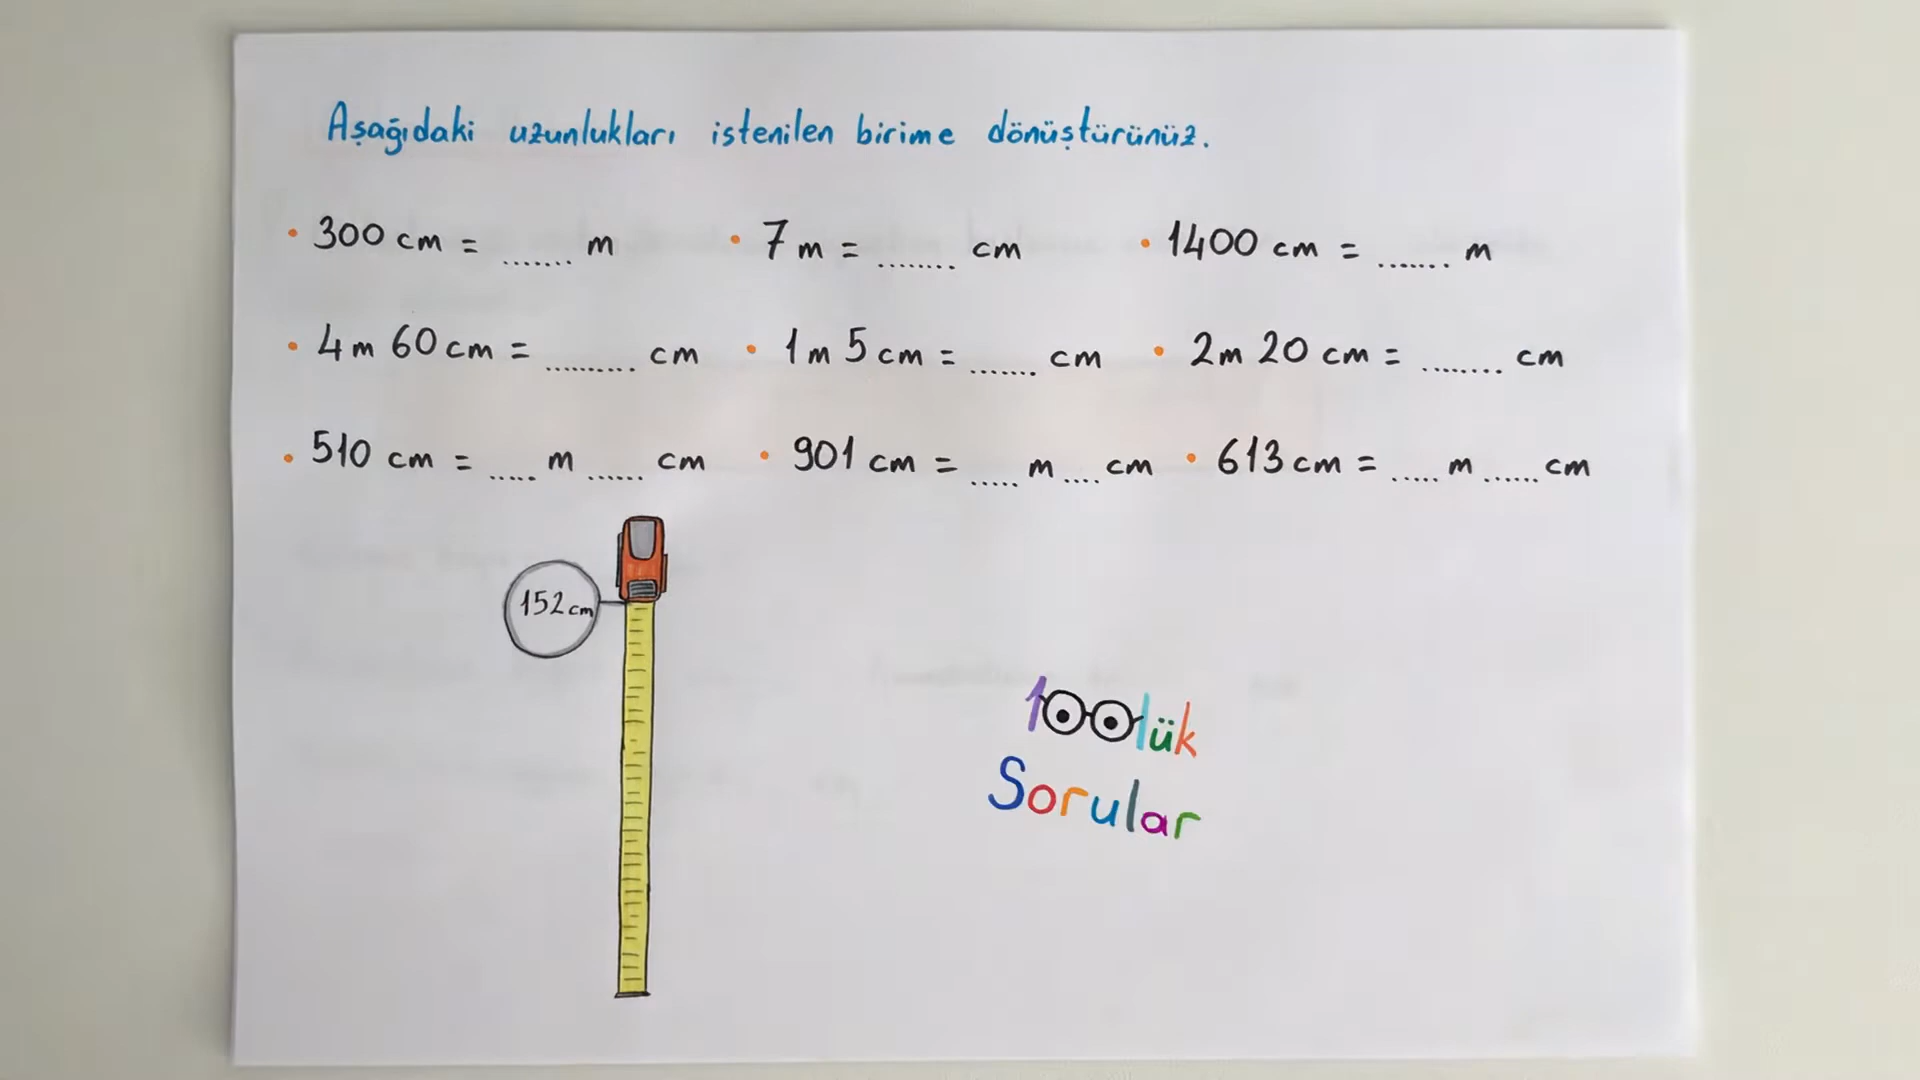 Aşağıdaki uzunlukları istenilen birime dönüştürünüz.
• 300 cm = ....... m • 7 m = ........ cm • 1400 cm = ....... m
• 4 m 60 cm = .......... cm • 1 m 5 cm = ....... cm • 2m 20 cm = ........ cm
• 510 cm = ..... m ...... cm • 901 cm = ..... m .... cm • 613 cm = ..... m ...... cm
152 cm
100lük
Sorular